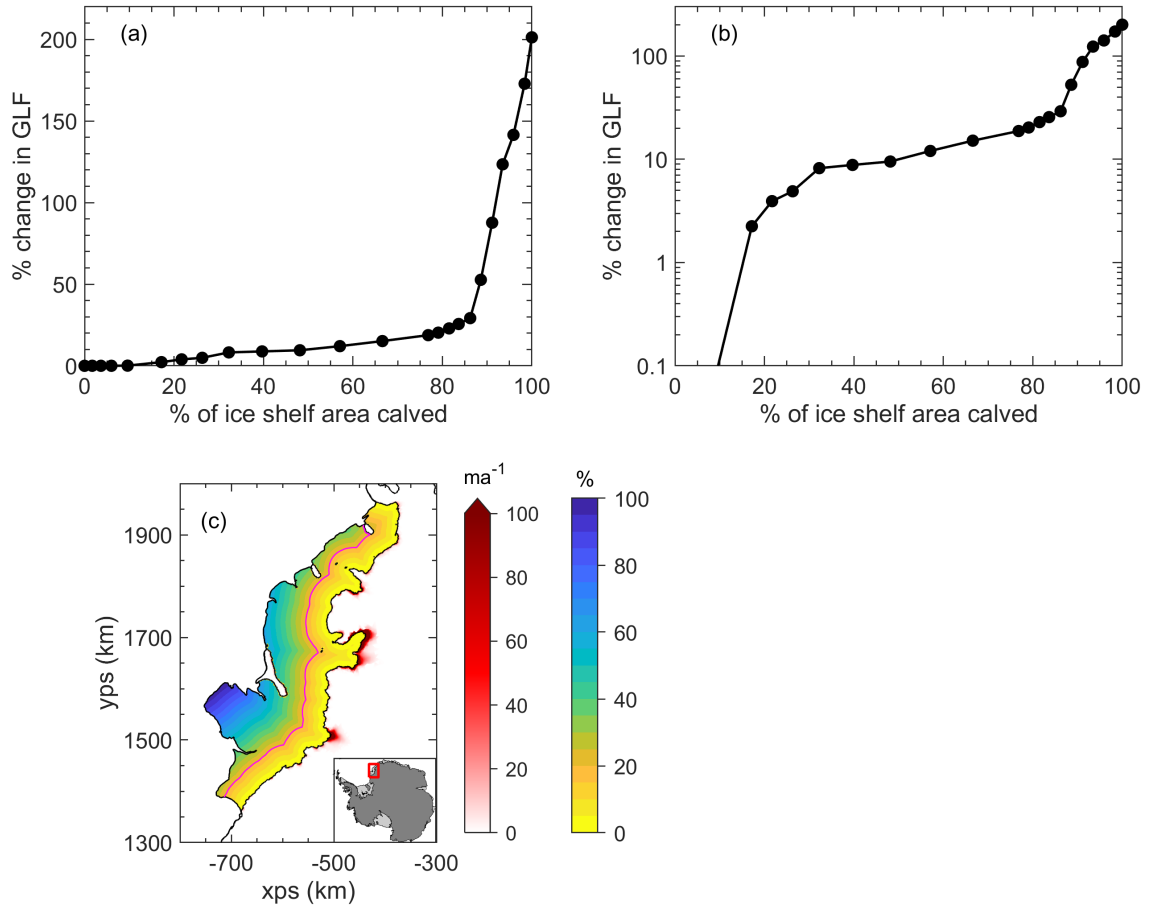 (a)
% change in GLF
200
150
100
50
0
0 20 40 60 80 100
% of ice shelf area calved
(b)
% change in GLF
100
10
1
0.1
0 20 40 60 80 100
% of ice shelf area calved
(c)
yps (km)
1900
1700
1500
1300
-700 -500 -300
xps (km)
ma-1
100
80
60
40
20
0
%
100
80
60
40
20
0